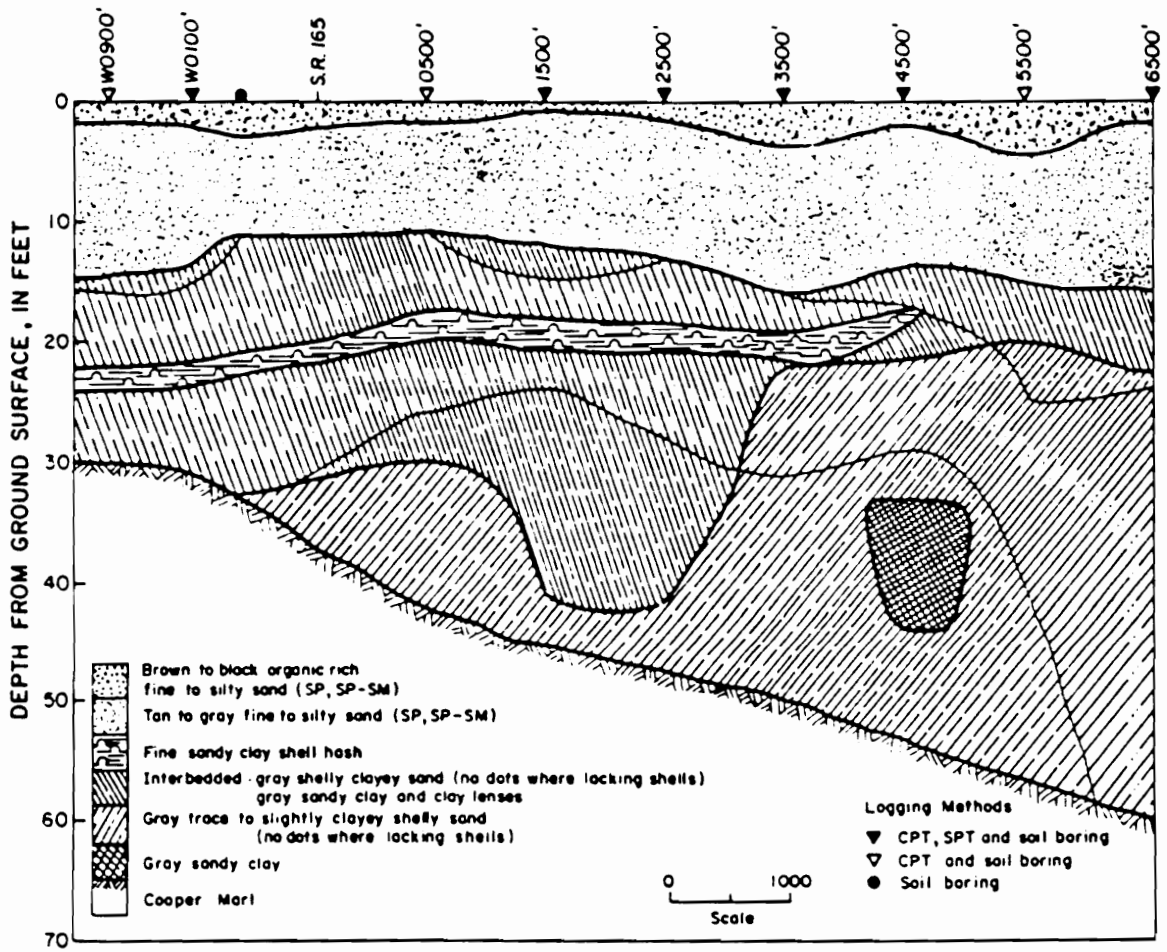 W0900'
W0100'
S.R. 165
0500'
1500'
2500'
3500'
4500'
5500'
6500'
DEPTH FROM GROUND SURFACE, IN FEET
0
10
20
30
40
50
60
70
Brown to black organic rich
fine to silty sand (SP, SP-SM)
Tan to gray fine to silty sand (SP, SP-SM)
Fine sandy clay shell hash
Interbedded · gray shelly clayey sand (no dots where lacking shells)
gray sandy clay and clay lenses
Gray trace to slightly clayey shelly sand
(no dots where lacking shells)
Gray sandy clay
Cooper Marl
Logging Methods
▼ CPT, SPT and soil boring
▽ CPT and soil boring
● Soil boring
0 1000
Scale